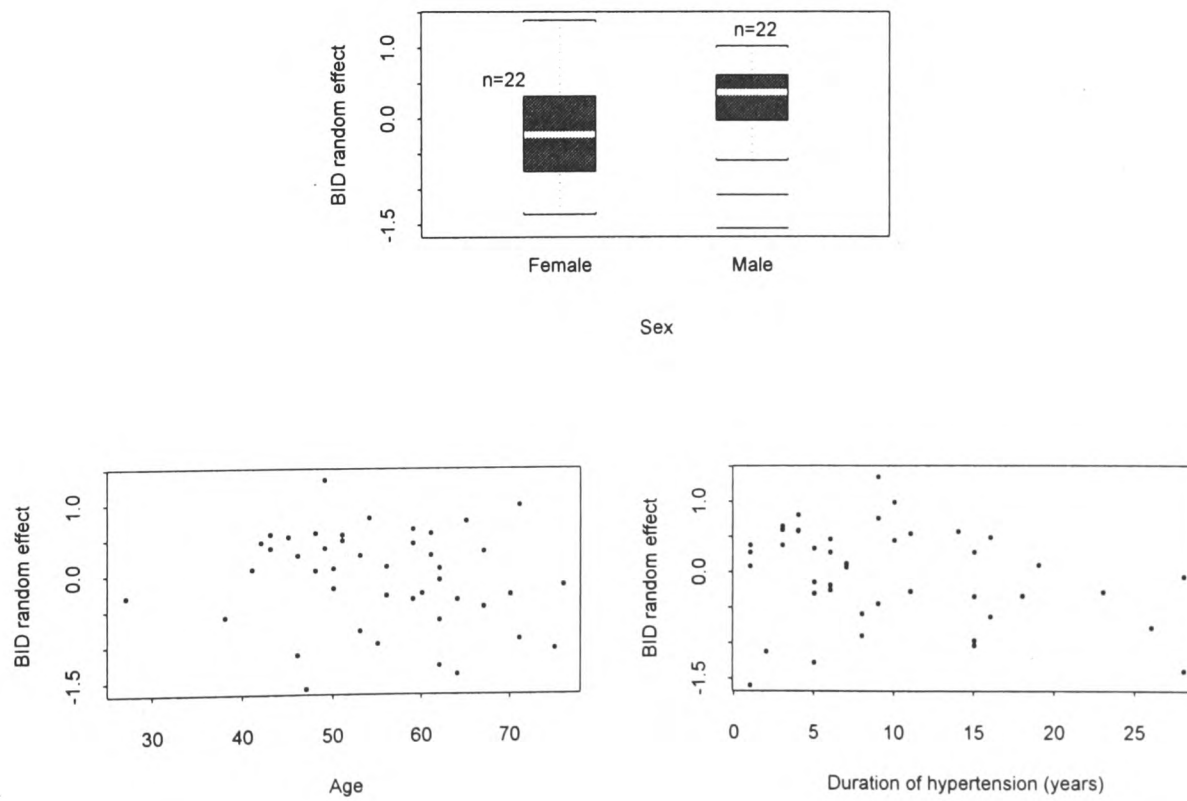 BID random effect
1.0
0.0
-1.5
n=22
n=22
Female Male
Sex
BID random effect
1.0
0.0
-1.5
30 40 50 60 70
Age
BID random effect
1.0
0.0
-1.5
0 5 10 15 20 25
Duration of hypertension (years)